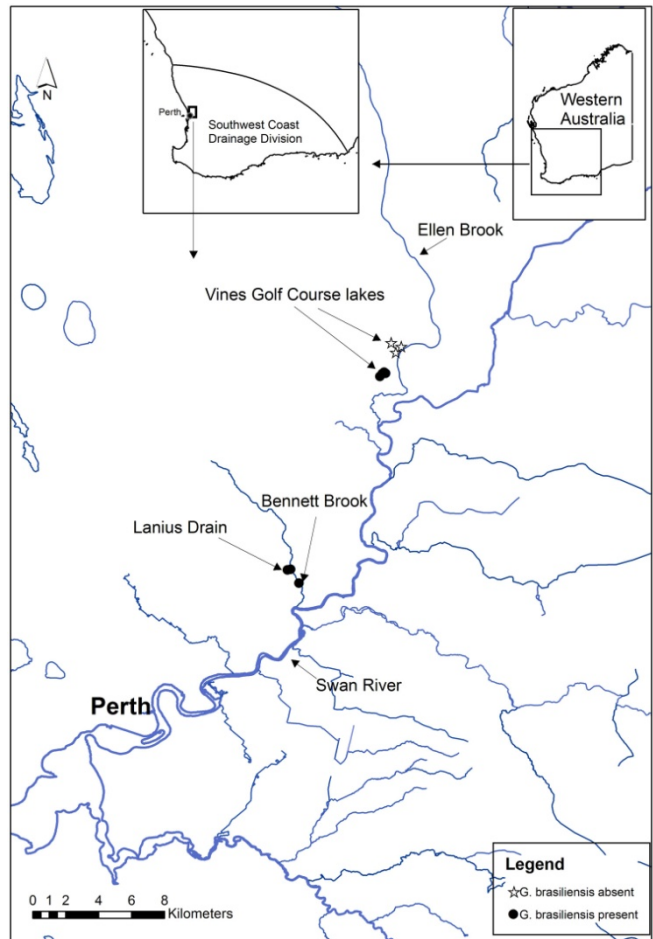 N
Perth
Southwest Coast
Drainage Division
Western
Australia
Ellen Brook
Vines Golf Course lakes
Bennett Brook
Lanius Drain
Swan River
Perth
Legend
G. brasiliensis absent
G. brasiliensis present
0 1 2 4 6 8
Kilometers